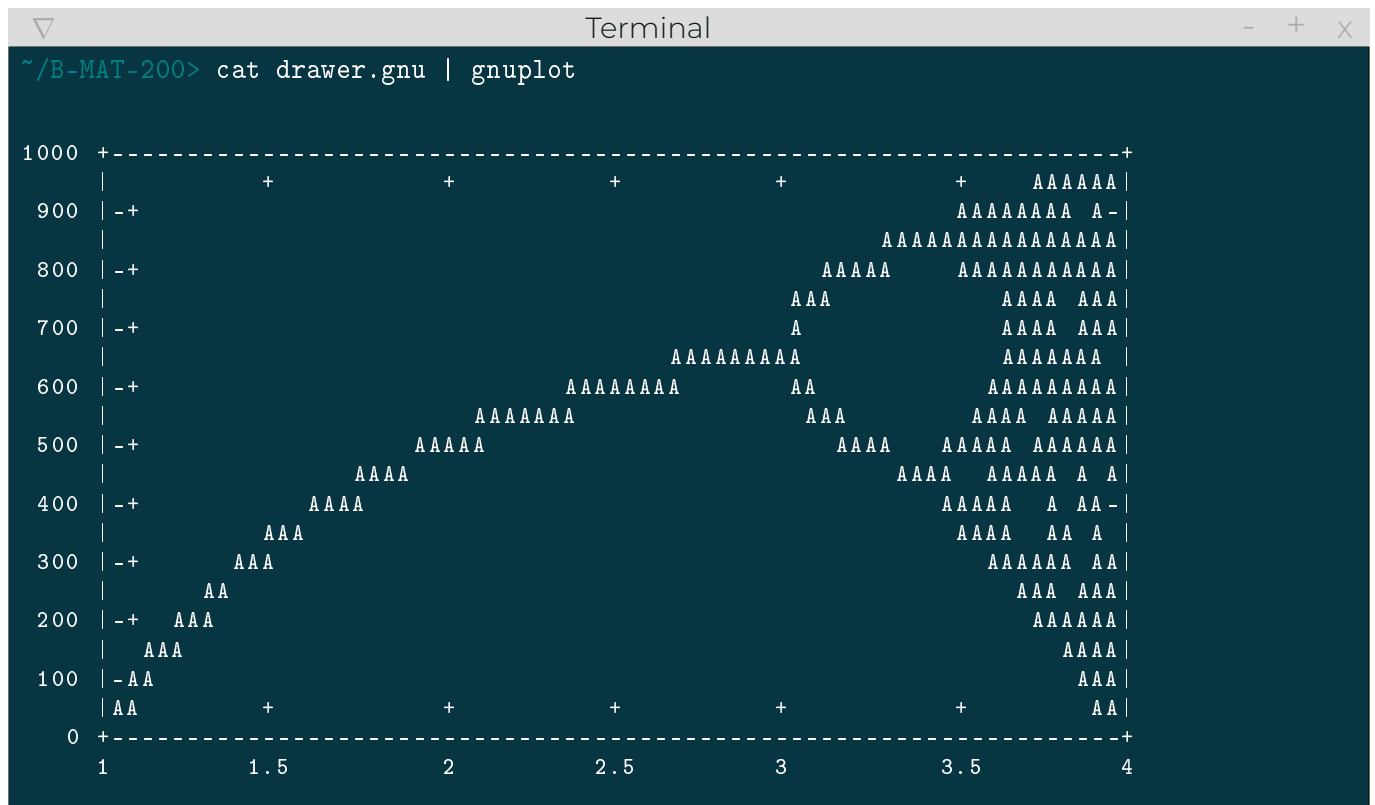 Terminal
- + x
~/B-MAT-200> cat drawer.gnu | gnuplot
1000 +-------------------------------------------------------------------+
     |          +           +          +          +           +    AAAAAA|
 900 |-+                                                      AAAAAAAA A-|
     |                                                   AAAAAAAAAAAAAAAA|
 800 |-+                                             AAAAA    AAAAAAAAAAA|
     |                                             AAA           AAAA AAA|
 700 |-+                                           A             AAAA AAA|
     |                                     AAAAAAAAA             AAAAAAA |
 600 |-+                            AAAAAAAA       AA           AAAAAAAAA|
     |                        AAAAAAA               AAA        AAAA AAAAA|
 500 |-+                  AAAAA                       AAAA   AAAAA AAAAAA|
     |                AAAA                                AAAA  AAAAA A A|
 400 |-+           AAAA                                      AAAAA  A AA-|
     |          AAA                                           AAAA  AA A |
 300 |-+      AAA                                               AAAAAA AA|
     |      AA                                                    AAA AAA|
 200 |-+  AAA                                                      AAAAAA|
     |  AAA                                                          AAAA|
 100 |-AA                                                             AAA|
     |AA        +           +          +          +           +        AA|
   0 +-------------------------------------------------------------------+
     1         1.5          2         2.5         3          3.5         4